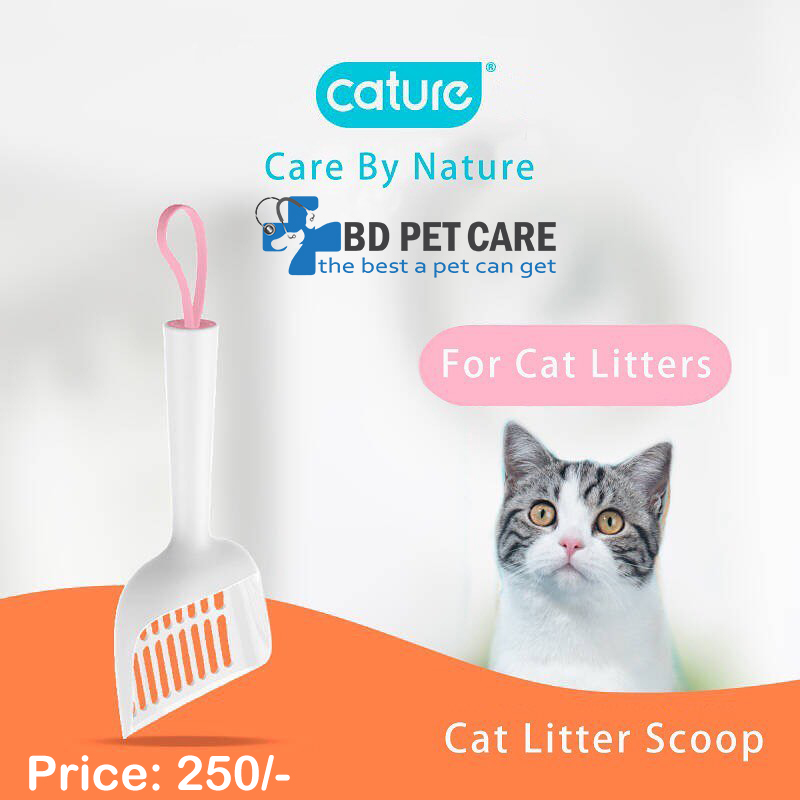 cature®
Care By Nature
BD PET CARE
the best a pet can get
For Cat Litters
Cat Litter Scoop
Price: 250/-